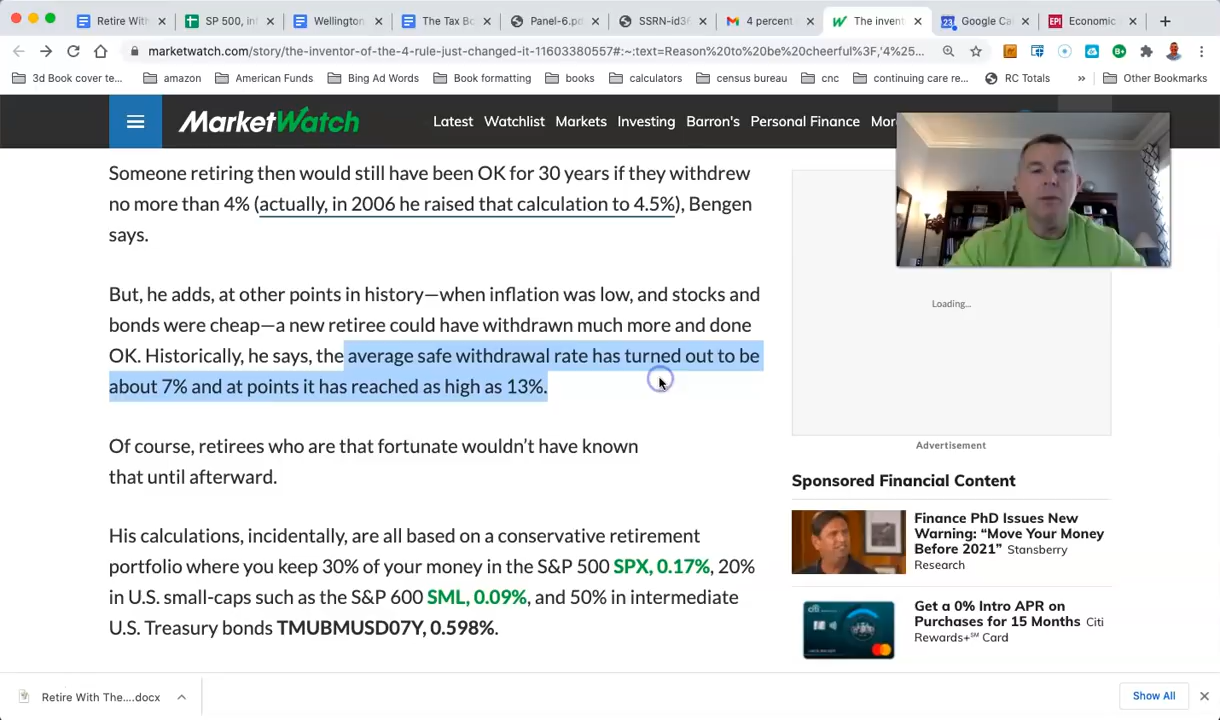 Retire Wit
SP 500, inf
Wellington
The Tax Bo
Panel-6.pd
SSRN-id36
4 percent
The invent
Google Ca
Economic
marketwatch.com/story/the-inventor-of-the-4-rule-just-changed-it-11603380557#:~:text=Reason%20to%20be%20cheerful%3F,'4%25...
3d Book cover te...
amazon
American Funds
Bing Ad Words
Book formatting
books
calculators
census bureau
cnc
continuing care re...
RC Totals
»
Other Bookmarks
MarketWatch
Latest Watchlist Markets Investing Barron's Personal Finance Mor
Someone retiring then would still have been OK for 30 years if they withdrew
no more than 4% (actually, in 2006 he raised that calculation to 4.5%), Bengen
says.
But, he adds, at other points in history—when inflation was low, and stocks and
bonds were cheap—a new retiree could have withdrawn much more and done
OK. Historically, he says, the average safe withdrawal rate has turned out to be
about 7% and at points it has reached as high as 13%.
Of course, retirees who are that fortunate wouldn't have known
that until afterward.
His calculations, incidentally, are all based on a conservative retirement
portfolio where you keep 30% of your money in the S&P 500 SPX, 0.17%, 20%
in U.S. small-caps such as the S&P 600 SML, 0.09%, and 50% in intermediate
U.S. Treasury bonds TMUBMUSD07Y, 0.598%.
Loading...
Advertisement
Sponsored Financial Content
Finance PhD Issues New
Warning: “Move Your Money
Before 2021” Stansberry
Research
citi
Get a 0% Intro APR on
Purchases for 15 Months Citi
Rewards+℠ Card
Retire With The....docx
Show All